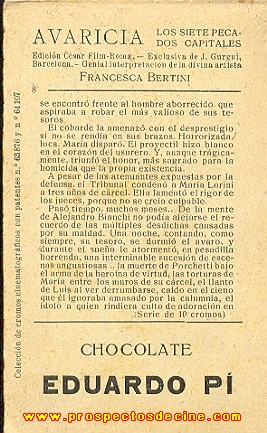 AVARICIA
LOS SIETE PECA-
DOS CAPITALES
Edición César Film-Roma.— Exclusiva de J. Gurgui,
Barcelona.— Genial interpretación de la divina artista
FRANCESCA BERTINI
8
se encontró frente al hombre aborrecido, que
aspiraba a robar el más valioso de sus te-
soros.
El cobarde la amenazó con el desprestigio
si no se rendía en sus brazos. Horrorizada,
loca. María disparó. El proyectil hizo blanco
en el corazón del usurero. Y, aunque trágica-
mente, triunfó el honor, más sagrado para la
homicida que la propia existencia.
A pesar de las atenuantes expuestas por la
defensa, el Tribunal condenó a María Lorini
a tres años de cárcel. Ella lamentó el rigor de
los jueces, porque no se creía culpable.
Pasó tiempo, muchos meses.. De la mente
de Alejandro Bianchi no podía alejarse el re-
cuerdo de las múltiples desdichas causadas
por su maldad. Una noche, contando, como
siempre, su tesoro, se durmió el avaro, y
durante el sueño le atormentó, en pesadilla
horrenda, una interminable sucesión de esce-
nas angustiosas.. la muerte de Porchetti bajo
el arma de la heroína de virtud, las torturas de
María entre los muros de su cárcel, el llanto
de Luis al ver derrumbarse, caído en el cieno
que él ignoraba amasado por la calumnia, el
ídolo a quien rindiera culto de adoración en
(Serie de 10 cromos)
Colección de cromos cinematográficos con patentes n.º 63866 y n.º 64107
CHOCOLATE
EDUARDO PÍ
www.prospectosdecine.com